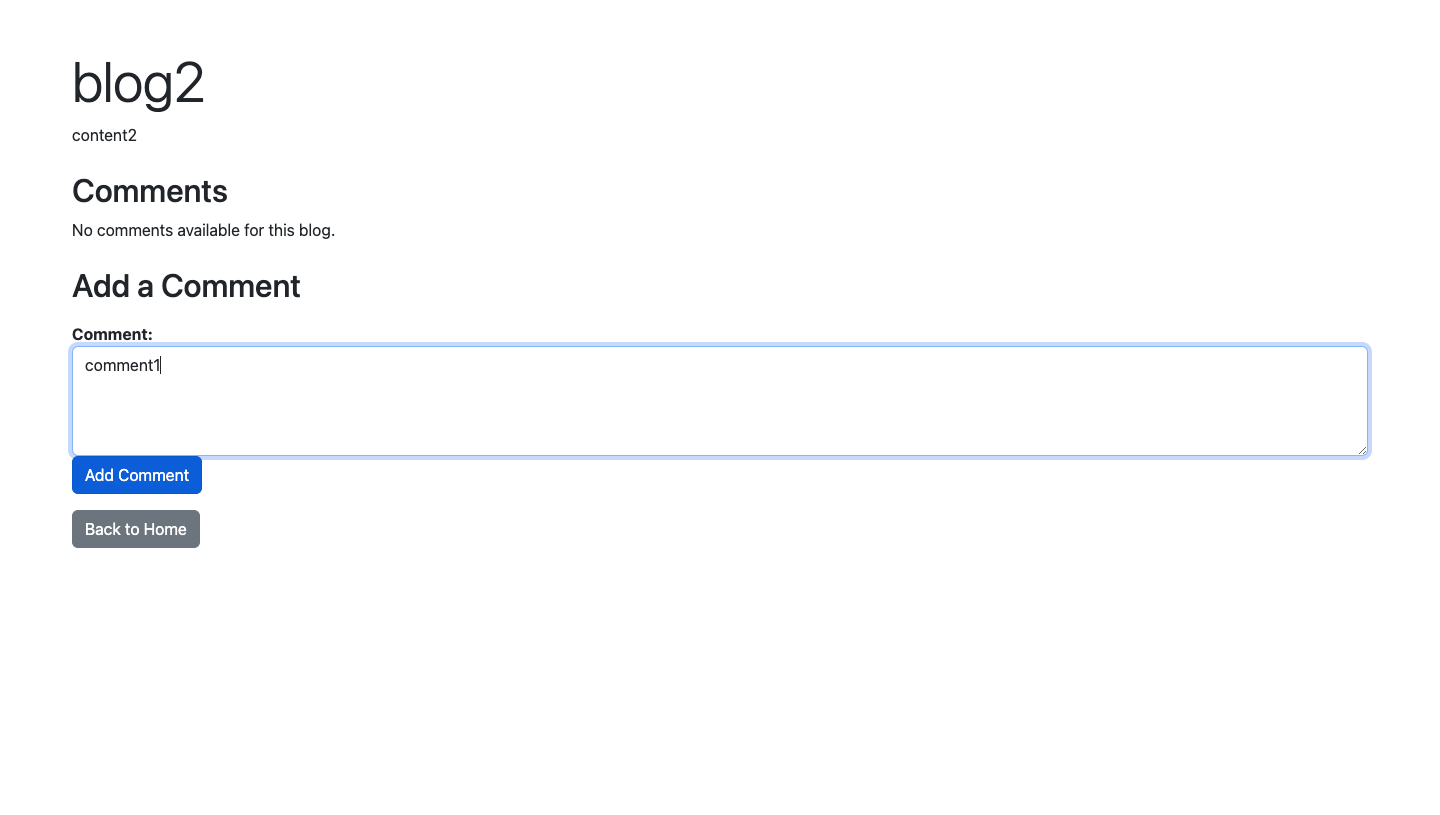 blog2
content2
Comments
No comments available for this blog.
Add a Comment
Comment:
comment1
Add Comment
Back to Home